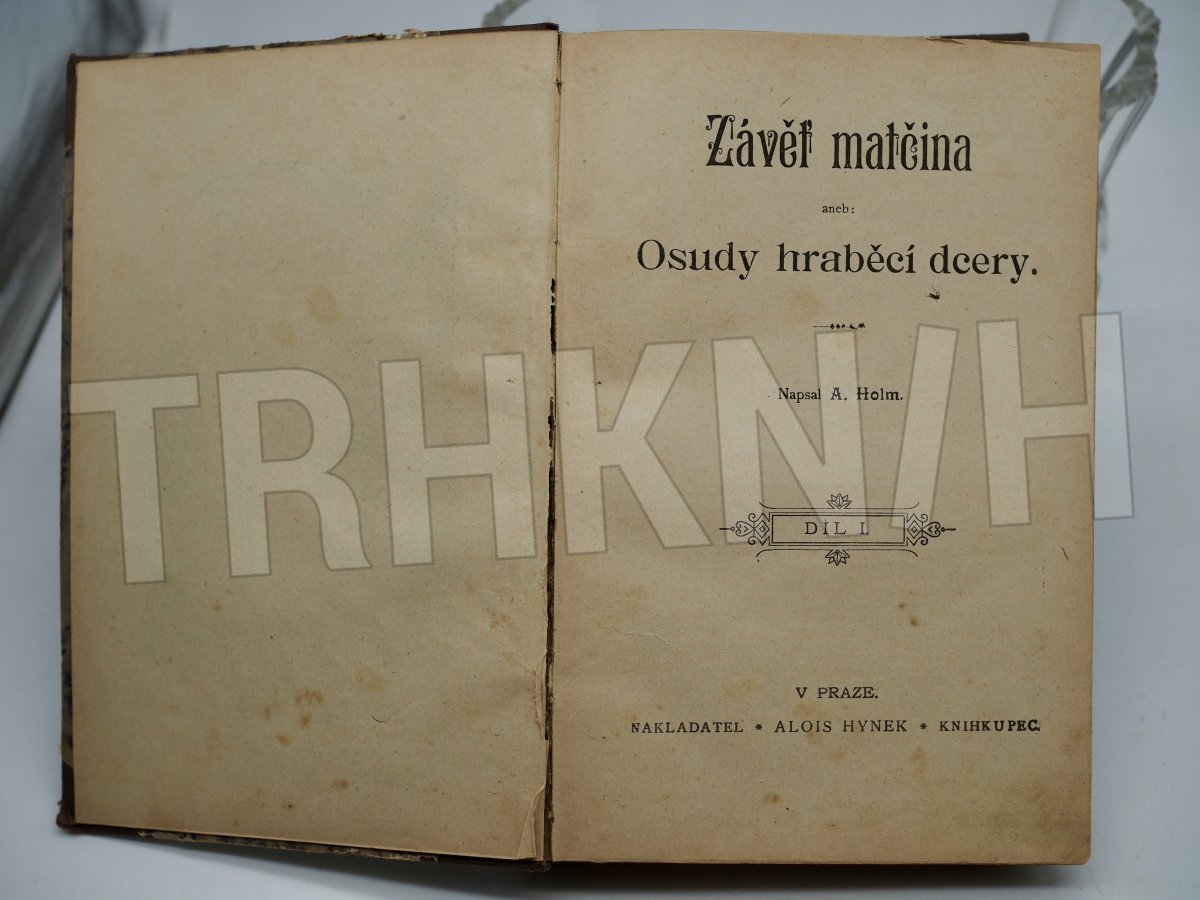 Závěť matčina
aneb:
Osudy hraběcí dcery.
Napsal A. Holm.
DÍL I.
V PRAZE.
NAKLADATEL * ALOIS HYNEK * KNIHKUPEC.
TRHKNIH